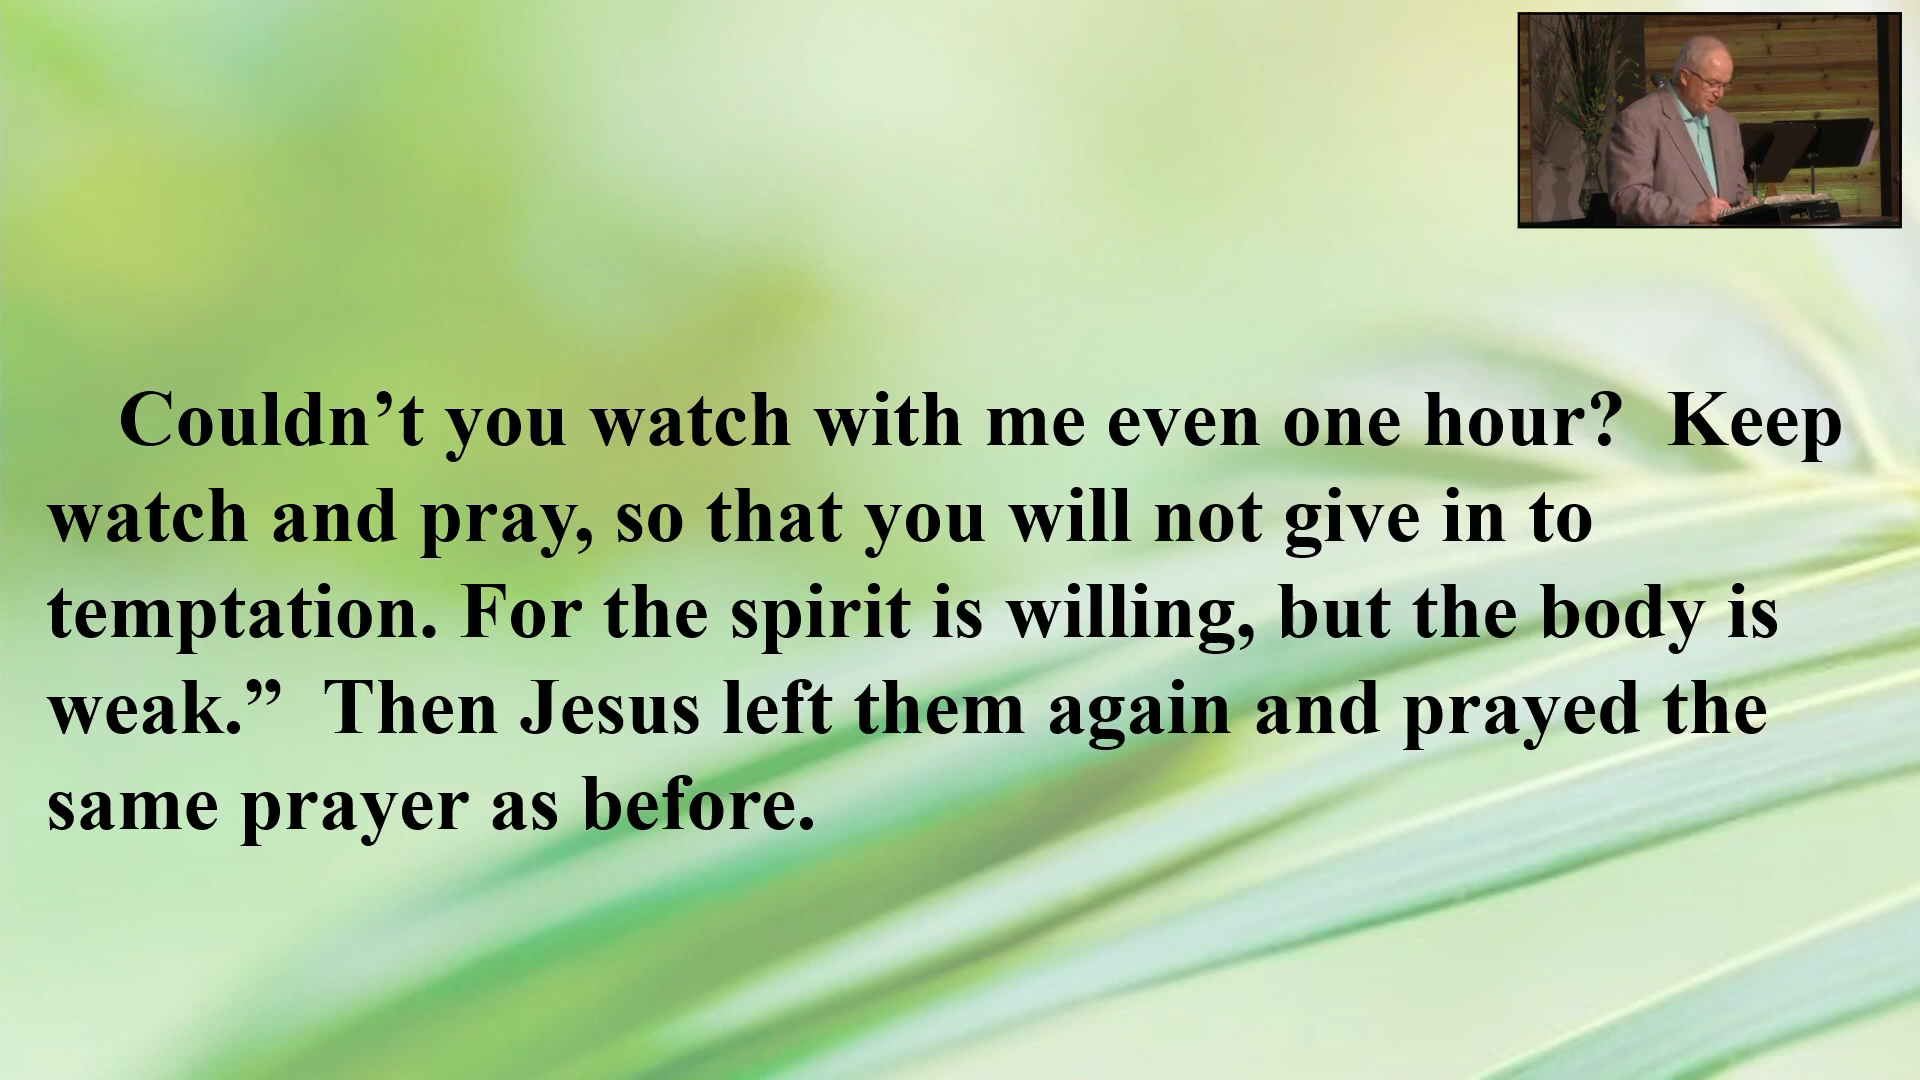 Couldn’t you watch with me even one hour?  Keep
watch and pray, so that you will not give in to
temptation. For the spirit is willing, but the body is
weak.”  Then Jesus left them again and prayed the
same prayer as before.